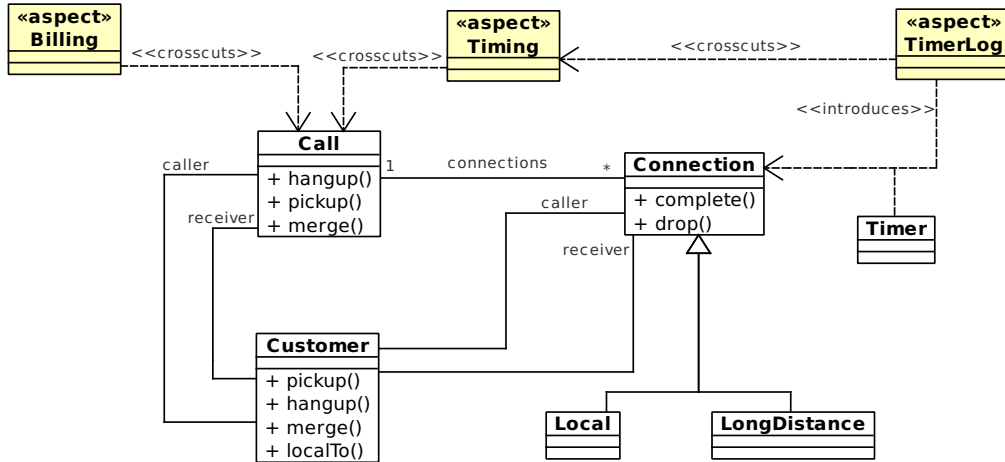 «aspect»
Billing
<<crosscuts>>
<<crosscuts>>
«aspect»
Timing
<<crosscuts>>
«aspect»
TimerLog
<<introduces>>
Call
+ hangup()
+ pickup()
+ merge()
caller
receiver
1
connections
*
Connection
+ complete()
+ drop()
caller
receiver
Timer
Customer
+ pickup()
+ hangup()
+ merge()
+ localTo()
Local
LongDistance